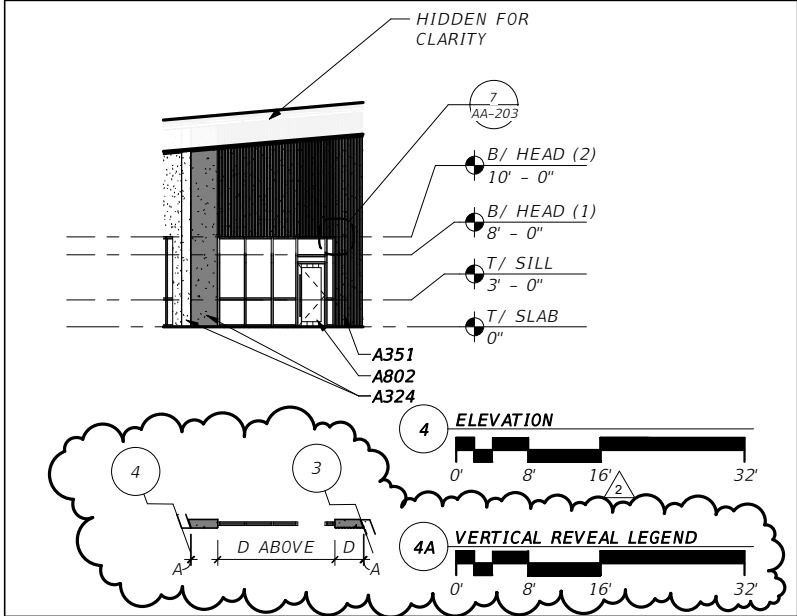 HIDDEN FOR
CLARITY
7
AA-203
B/ HEAD (2)
10' - 0"
B/ HEAD (1)
8' - 0"
T/ SILL
3' - 0"
T/ SLAB
0"
A351
A802
A324
4 ELEVATION
0' 8' 16' 32'
2
4 3
A D ABOVE D A
4A VERTICAL REVEAL LEGEND
0' 8' 16' 32'